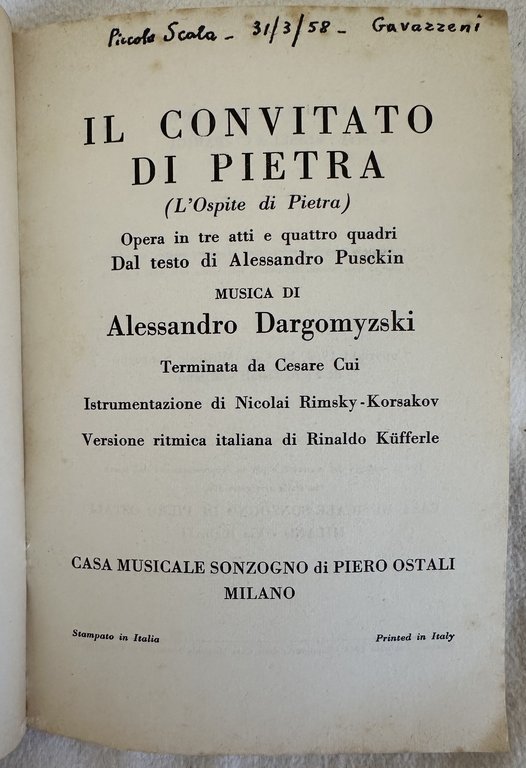 Piccola Scala - 31/3/58 - Gavazzeni
IL CONVITATO
DI PIETRA
(L'Ospite di Pietra)
Opera in tre atti e quattro quadri
Dal testo di Alessandro Pusckin
MUSICA DI
Alessandro Dargomyzski
Terminata da Cesare Cui
Istrumentazione di Nicolai Rimsky-Korsakov
Versione ritmica italiana di Rinaldo Küfferle
CASA MUSICALE SONZOGNO di PIERO OSTALI
MILANO
Stampato in Italia
Printed in Italy